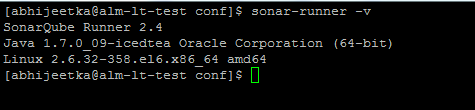 [abhijeetka@alm-lt-test conf]$ sonar-runner -v
SonarQube Runner 2.4
Java 1.7.0_09-icedtea Oracle Corporation (64-bit)
Linux 2.6.32-358.el6.x86_64 amd64
[abhijeetka@alm-lt-test conf]$